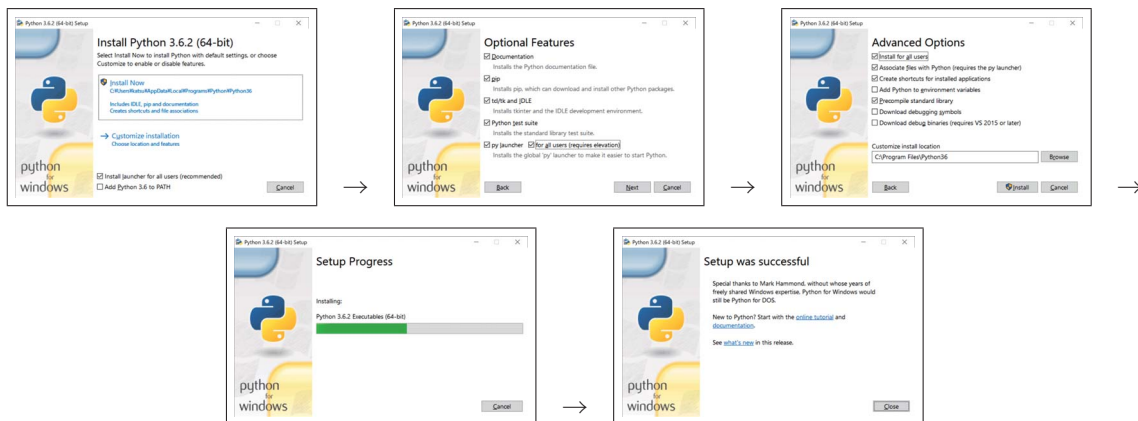 Python 3.6.2 (64-bit) Setup
Install Python 3.6.2 (64-bit)
Select Install Now to install Python with default settings, or choose
Customize to enable or disable features.
Install Now
C:¥Users¥katsu¥AppData¥Local¥Programs¥Python¥Python36
Includes IDLE, pip and documentation
Creates shortcuts and file associations
→ Customize installation
Choose location and features
Install launcher for all users (recommended)
Add Python 3.6 to PATH
Cancel
python
for
windows
→
Python 3.6.2 (64-bit) Setup
Optional Features
Documentation
Installs the Python documentation file.
pip
Installs pip, which can download and install other Python packages.
tcl/tk and IDLE
Installs tkinter and the IDLE development environment.
Python test suite
Installs the standard library test suite.
py launcher for all users (requires elevation)
Installs the global 'py' launcher to make it easier to start Python.
Back Next Cancel
python
for
windows
→
Python 3.6.2 (64-bit) Setup
Advanced Options
Install for all users
Associate files with Python (requires the py launcher)
Create shortcuts for installed applications
Add Python to environment variables
Precompile standard library
Download debugging symbols
Download debug binaries (requires VS 2015 or later)
Customize install location
C:\Program Files\Python36 Browse
Back Install Cancel
python
for
windows
→
Python 3.6.2 (64-bit) Setup
Setup Progress
Installing:
Python 3.6.2 Executables (64-bit)
Cancel
python
for
windows
→
Python 3.6.2 (64-bit) Setup
Setup was successful
Special thanks to Mark Hammond, without whose years of
freely shared Windows expertise, Python for Windows would
still be Python for DOS.
New to Python? Start with the online tutorial and
documentation.
See what's new in this release.
Close
python
for
windows